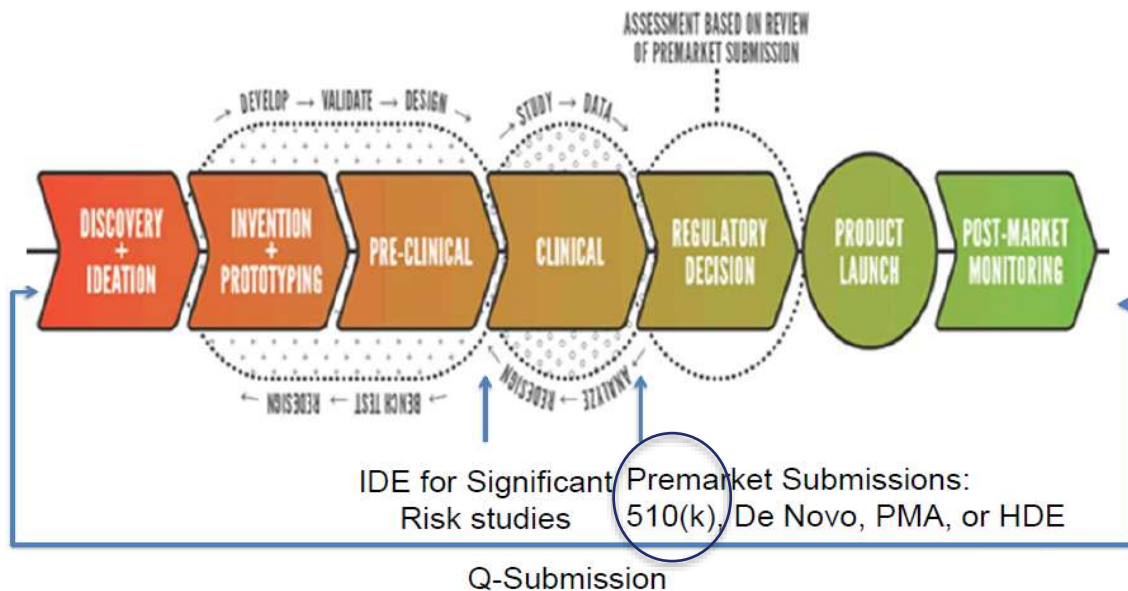 ASSESSMENT BASED ON REVIEW
OF PREMARKET SUBMISSION
→ DEVELOP → VALIDATE → DESIGN →
→ STUDY → DATA →
DISCOVERY
+
IDEATION
INVENTION
+
PROTOTYPING
PRE-CLINICAL
CLINICAL
REGULATORY
DECISION
PRODUCT
LAUNCH
POST-MARKET
MONITORING
← BENCH TEST ← REDESIGN ←
← ANALYZE ← REDESIGN ←
IDE for Significant
Risk studies
Premarket Submissions:
510(k), De Novo, PMA, or HDE
Q-Submission